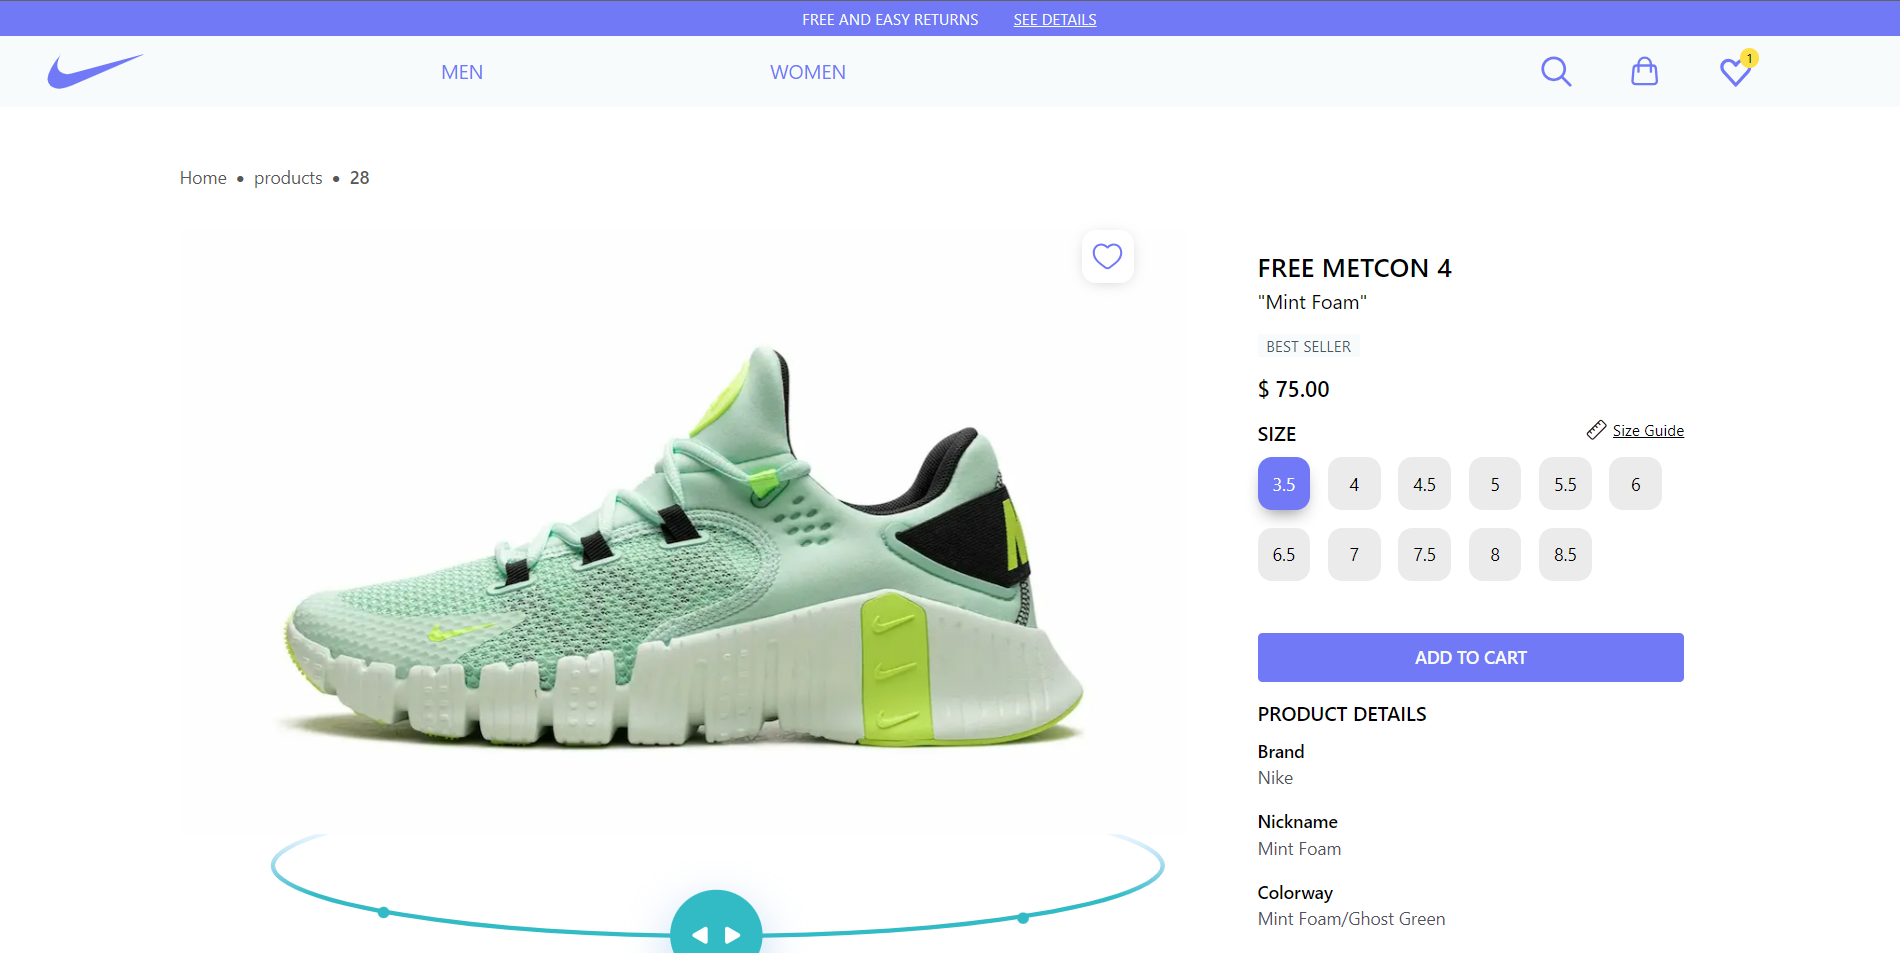 FREE AND EASY RETURNS SEE DETAILS
MEN WOMEN 1
Home • products • 28
FREE METCON 4
"Mint Foam"
BEST SELLER
$ 75.00
SIZE Size Guide
3.5 4 4.5 5 5.5 6
6.5 7 7.5 8 8.5
ADD TO CART
PRODUCT DETAILS
Brand
Nike
Nickname
Mint Foam
Colorway
Mint Foam/Ghost Green